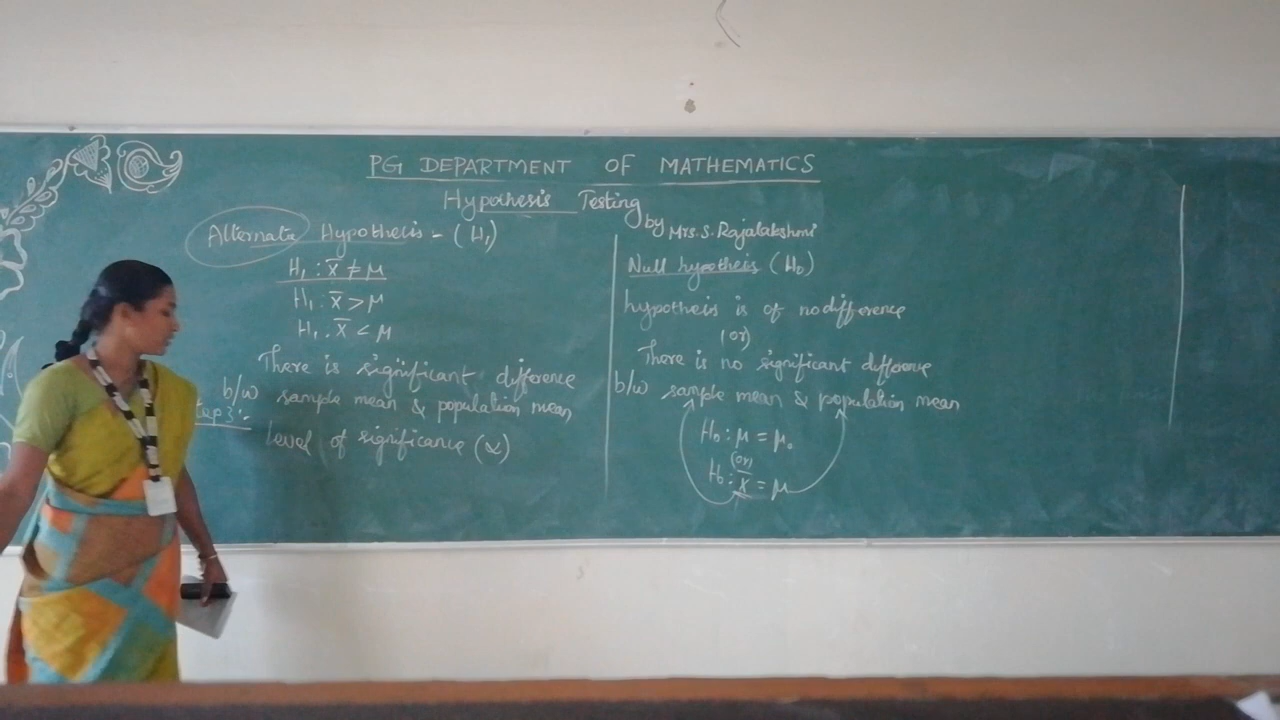 PG DEPARTMENT OF MATHEMATICS
Hypothesis Testing
by Mrs. S. Rajalakshmi
Alternate Hypothesis - (H₁)
H₁ : x̄ ≠ μ
H₁ : x̄ > μ
H₁ : x̄ < μ
There is significant difference
b/w sample mean & population mean
tep 3:
level of significance (α)
Null hypothesis (H₀)
hypothesis is of no difference
(or)
There is no significant difference
b/w sample mean & population mean
H₀ : μ = μ₀
(or)
H₀ : x̄ = μ